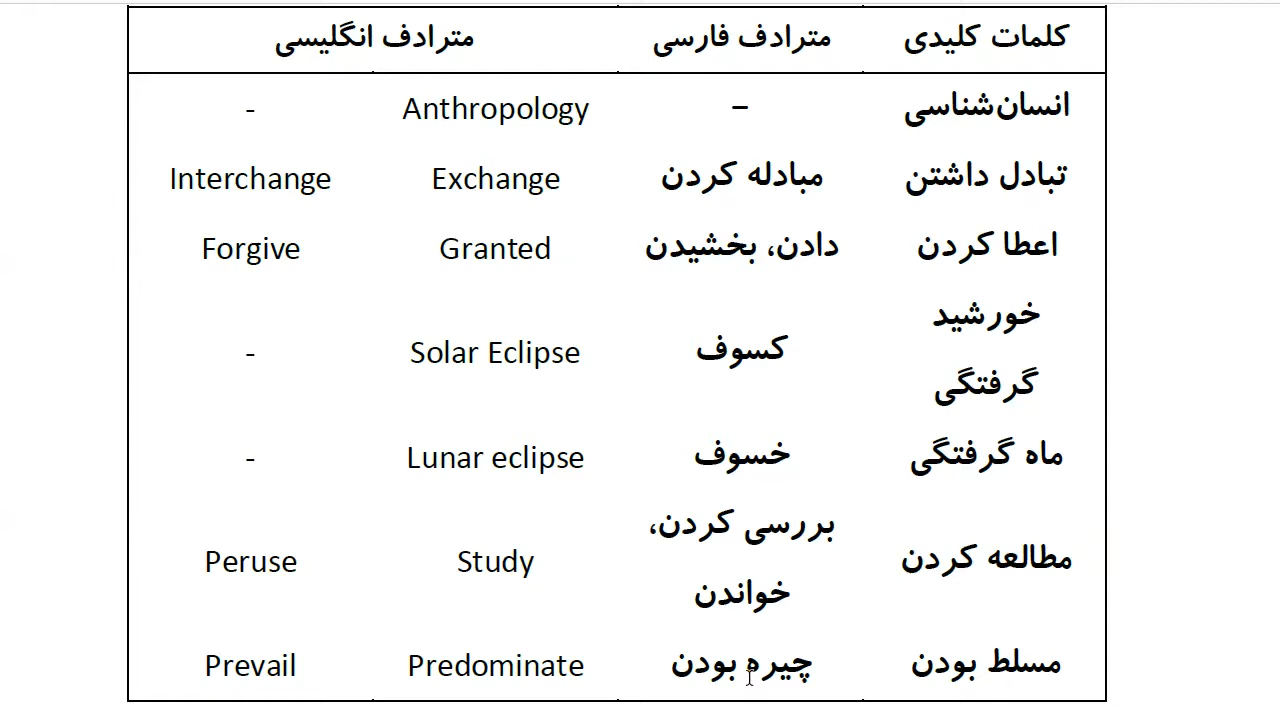 کلمات کلیدی مترادف فارسی مترادف انگلیسی
انسان‌شناسی – Anthropology -
تبادل داشتن مبادله کردن Exchange Interchange
اعطا کردن دادن، بخشیدن Granted Forgive
خورشید
گرفتگی
کسوف Solar Eclipse -
ماه گرفتگی خسوف Lunar eclipse -
مطالعه کردن
بررسی کردن،
خواندن
Study Peruse
مسلط بودن چیره بودن Predominate Prevail